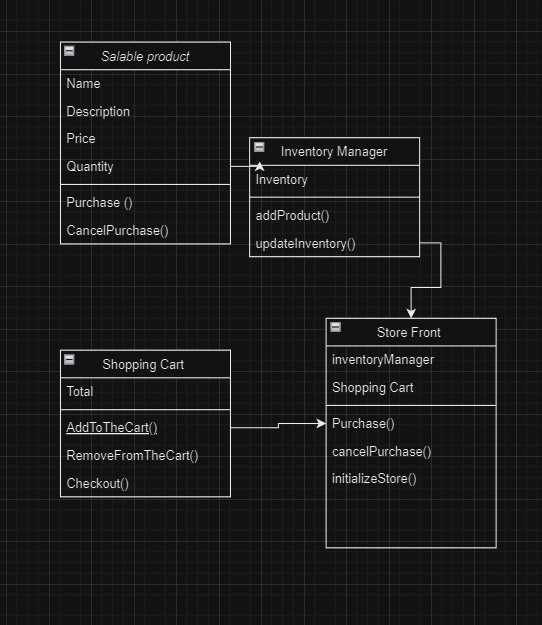 Salable product
Name
Description
Price
Quantity
Purchase ()
CancelPurchase()
Inventory Manager
Inventory
addProduct()
updateInventory()
Store Front
inventoryManager
Shopping Cart
Purchase()
cancelPurchase()
initializeStore()
Shopping Cart
Total
AddToTheCart()
RemoveFromTheCart()
Checkout()